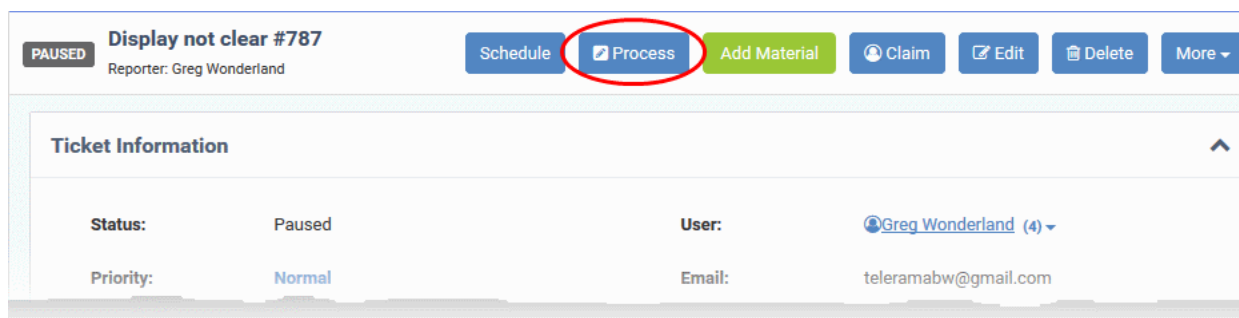 PAUSED
Display not clear #787
Reporter: Greg Wonderland
Schedule Process Add Material Claim Edit Delete More
Ticket Information
Status: Paused User: Greg Wonderland (4)
Priority: Normal Email: teleramabw@gmail.com